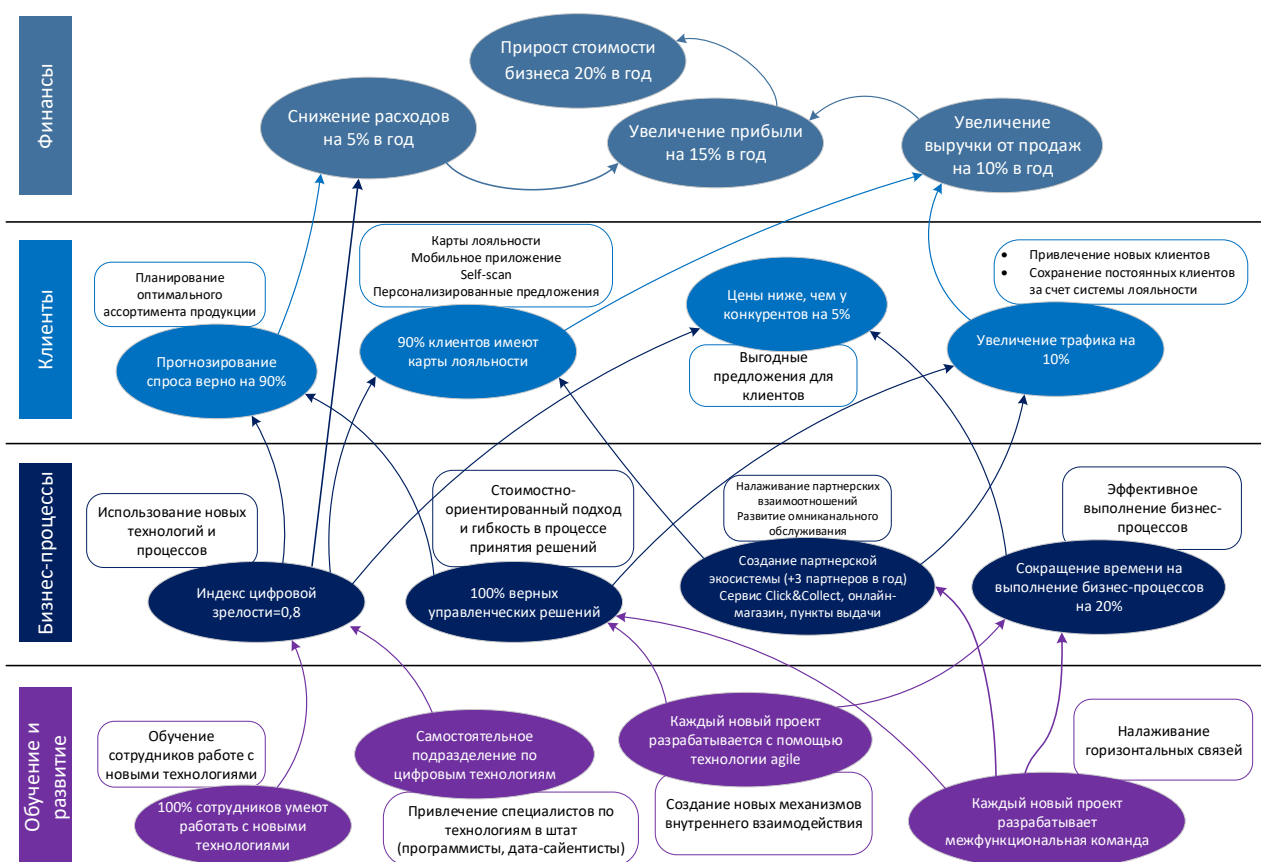 Финансы
Прирост стоимости
бизнеса 20% в год
Снижение расходов
на 5% в год
Увеличение прибыли
на 15% в год
Увеличение
выручки от продаж
на 10% в год
Клиенты
Планирование
оптимального
ассортимента продукции
Прогнозирование
спроса верно на 90%
Карты лояльности
Мобильное приложение
Self-scan
Персонализированные предложения
90% клиентов имеют
карты лояльности
Цены ниже, чем у
конкурентов на 5%
Выгодные
предложения для
клиентов
• Привлечение новых клиентов
• Сохранение постоянных клиентов
за счет системы лояльности
Увеличение трафика на
10%
Бизнес-процессы
Использование новых
технологий и
процессов
Индекс цифровой
зрелости=0,8
Стоимостно-
ориентированный подход
и гибкость в процессе
принятия решений
100% верных
управленческих решений
Налаживание партнерских
взаимоотношений
Развитие омниканального
обслуживания
Создание партнерской
экосистемы (+3 партнеров в год)
Сервис Click&Collect, онлайн-
магазин, пункты выдачи
Эффективное
выполнение бизнес-
процессов
Сокращение времени на
выполнение бизнес-процессов
на 20%
Обучение и
развитие
Обучение
сотрудников работе с
новыми технологиями
100% сотрудников умеют
работать с новыми
технологиями
Самостоятельное
подразделение по
цифровым технологиям
Привлечение специалистов по
технологиям в штат
(программисты, дата-сайентисты)
Каждый новый проект
разрабатывается с помощью
технологии agile
Создание новых механизмов
внутреннего взаимодействия
Налаживание
горизонтальных связей
Каждый новый проект
разрабатывает
межфункциональная команда